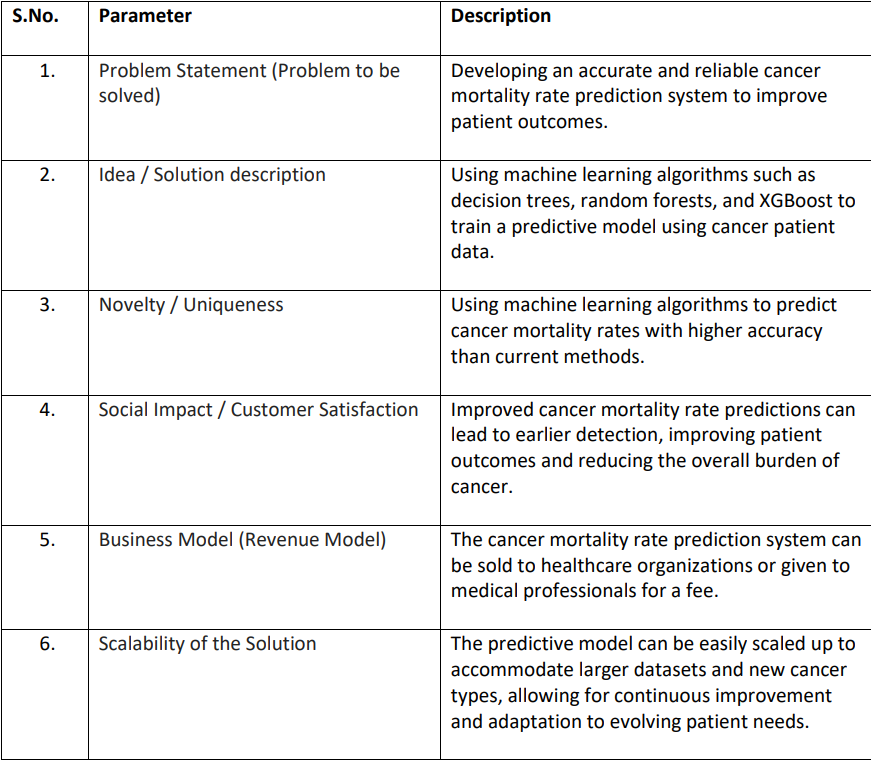 S.No. Parameter Description
1. Problem Statement (Problem to be Developing an accurate and reliable cancer
solved) mortality rate prediction system to improve
patient outcomes.
2. Idea / Solution description Using machine learning algorithms such as
decision trees, random forests, and XGBoost to
train a predictive model using cancer patient
data.
3. Novelty / Uniqueness Using machine learning algorithms to predict
cancer mortality rates with higher accuracy
than current methods.
4. Social Impact / Customer Satisfaction Improved cancer mortality rate predictions can
lead to earlier detection, improving patient
outcomes and reducing the overall burden of
cancer.
5. Business Model (Revenue Model) The cancer mortality rate prediction system can
be sold to healthcare organizations or given to
medical professionals for a fee.
6. Scalability of the Solution The predictive model can be easily scaled up to
accommodate larger datasets and new cancer
types, allowing for continuous improvement
and adaptation to evolving patient needs.